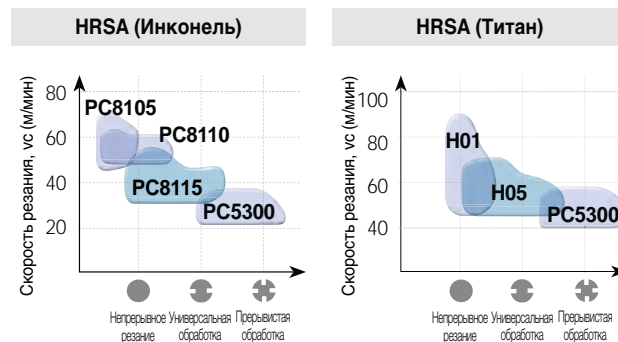 HRSA (Инконель)
Скорость резания, vc (м/мин)
80
60
40
20
PC8105
PC8110
PC8115
PC5300
Непрерывное
резание
Универсальная
обработка
Прерывистая
обработка
HRSA (Титан)
Скорость резания, vc (м/мин)
100
80
60
40
H01
H05
PC5300
Непрерывное
резание
Универсальная
обработка
Прерывистая
обработка